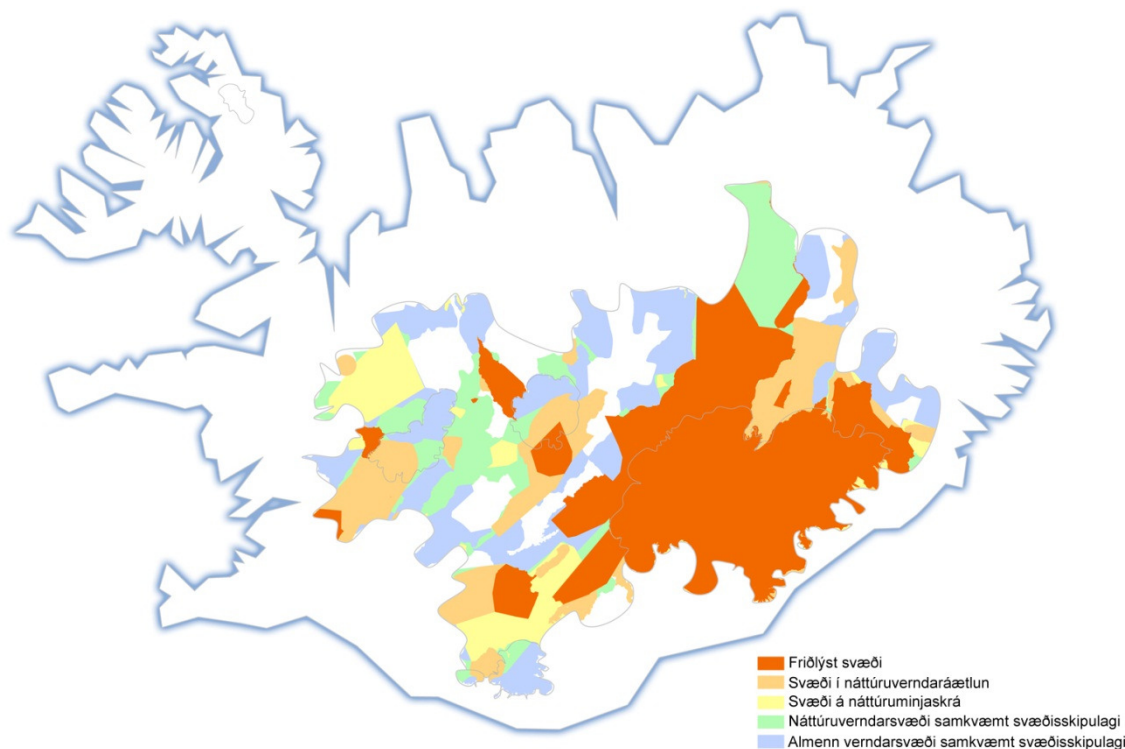 Friðlýst svæði
Svæði í náttúruverndaráætlun
Svæði á náttúruminjaskrá
Náttúruverndarsvæði samkvæmt svæðisskipulagi
Almenn verndarsvæði samkvæmt svæðisskipulagi